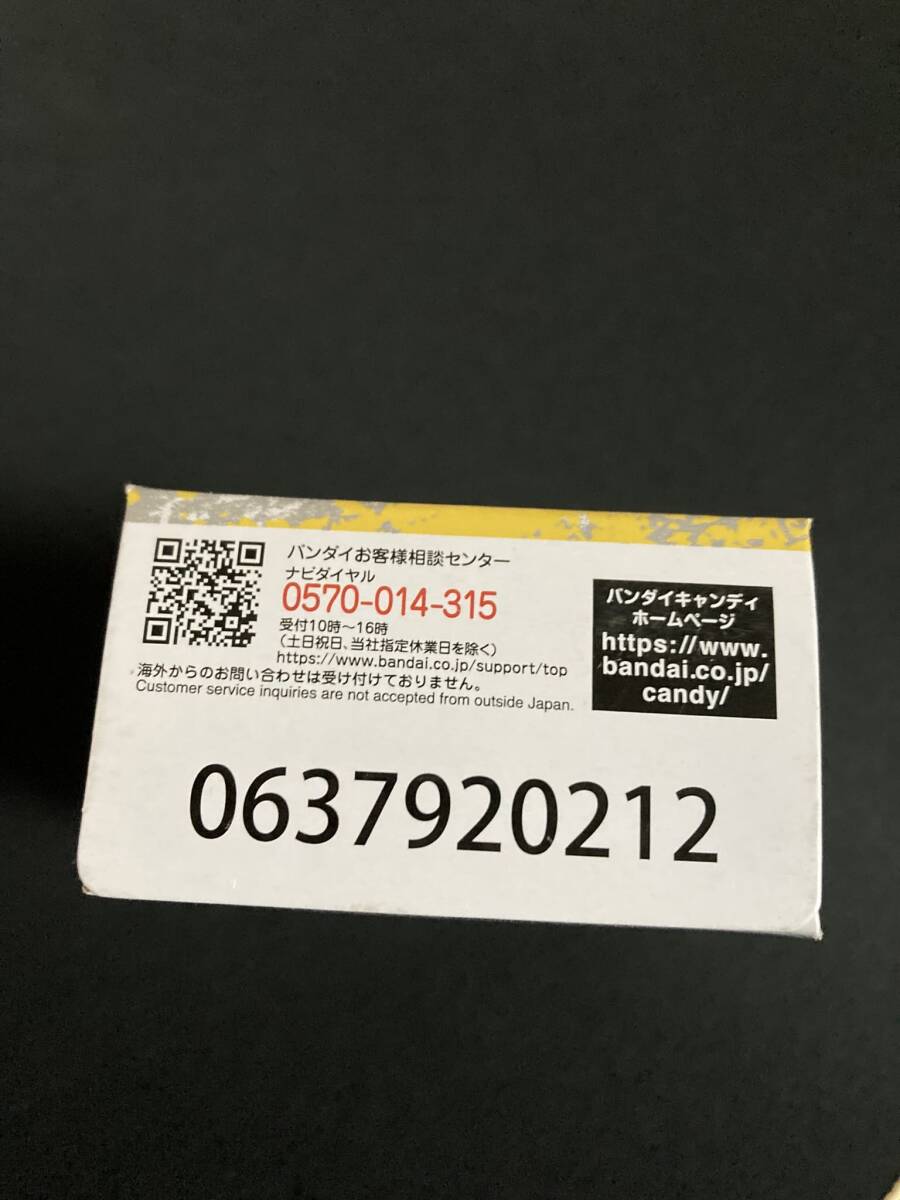 バンダイお客様相談センター
ナビダイヤル
0570-014-315
受付10時〜16時
(土日祝日、当社指定休業日を除く)
https://www.bandai.co.jp/support/top
海外からのお問い合わせは受け付けておりません。
Customer service inquiries are not accepted from outside Japan.
バンダイキャンディ
ホームページ
https://www.
bandai.co.jp/
candy/
0637920212